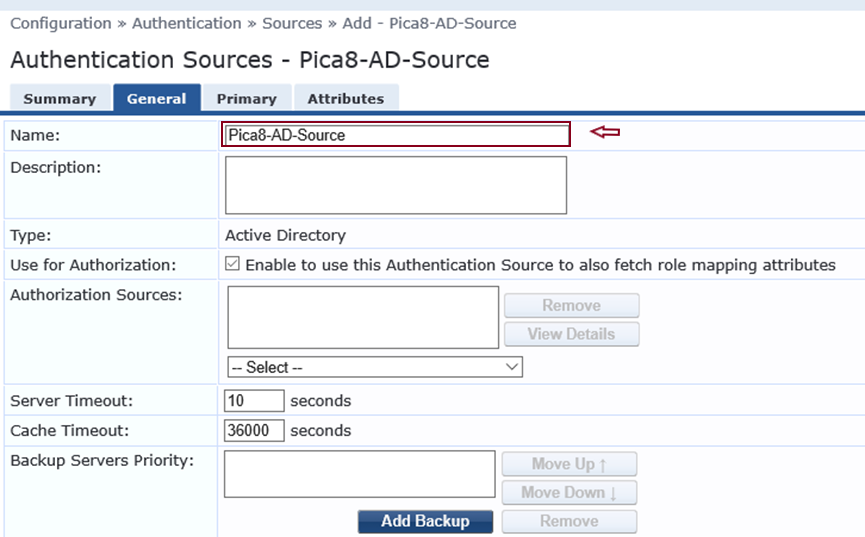 Configuration » Authentication » Sources » Add - Pica8-AD-Source
Authentication Sources - Pica8-AD-Source
Summary General Primary Attributes
Name: Pica8-AD-Source
Description:
Type: Active Directory
Use for Authorization: Enable to use this Authentication Source to also fetch role mapping attributes
Authorization Sources:
Remove
View Details
-- Select --
Server Timeout: 10 seconds
Cache Timeout: 36000 seconds
Backup Servers Priority:
Move Up ↑
Move Down ↓
Add Backup Remove